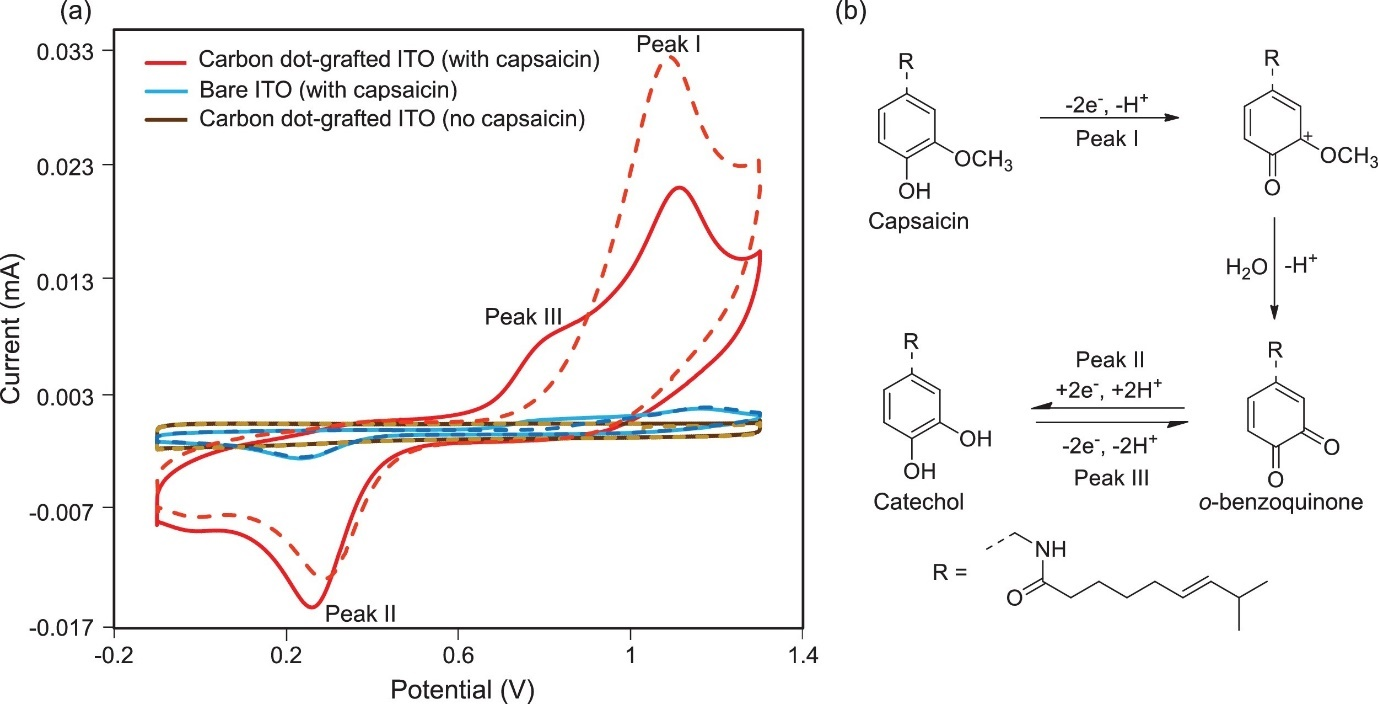 (a)
Current (mA)
0.033
0.023
0.013
0.003
-0.007
-0.017
Carbon dot-grafted ITO (with capsaicin)
Bare ITO (with capsaicin)
Carbon dot-grafted ITO (no capsaicin)
Peak I
Peak III
Peak II
-0.2 0.2 0.6 1 1.4
Potential (V)
(b)
R
OCH₃
OH
Capsaicin
-2e⁻, -H⁺
Peak I
R
+
OCH₃
O
H₂O -H⁺
R
OH
OH
Catechol
Peak II
+2e⁻, +2H⁺
-2e⁻, -2H⁺
Peak III
R
O
O
o-benzoquinone
R =
NH
O